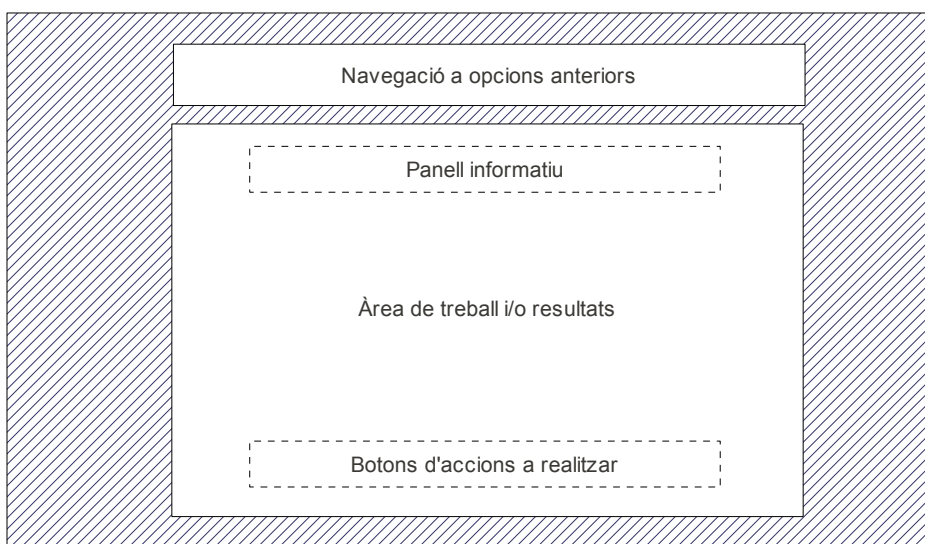 Navegació a opcions anteriors
Panell informatiu
Àrea de treball i/o resultats
Botons d'accions a realitzar